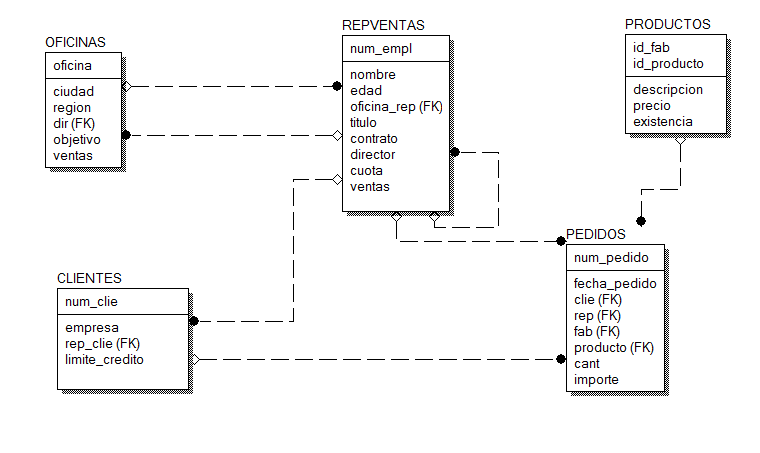 OFICINAS
oficina
ciudad
region
dir (FK)
objetivo
ventas
REPVENTAS
num_empl
nombre
edad
oficina_rep (FK)
titulo
contrato
director
cuota
ventas
PRODUCTOS
id_fab
id_producto
descripcion
precio
existencia
CLIENTES
num_clie
empresa
rep_clie (FK)
limite_credito
PEDIDOS
num_pedido
fecha_pedido
clie (FK)
rep (FK)
fab (FK)
producto (FK)
cant
importe